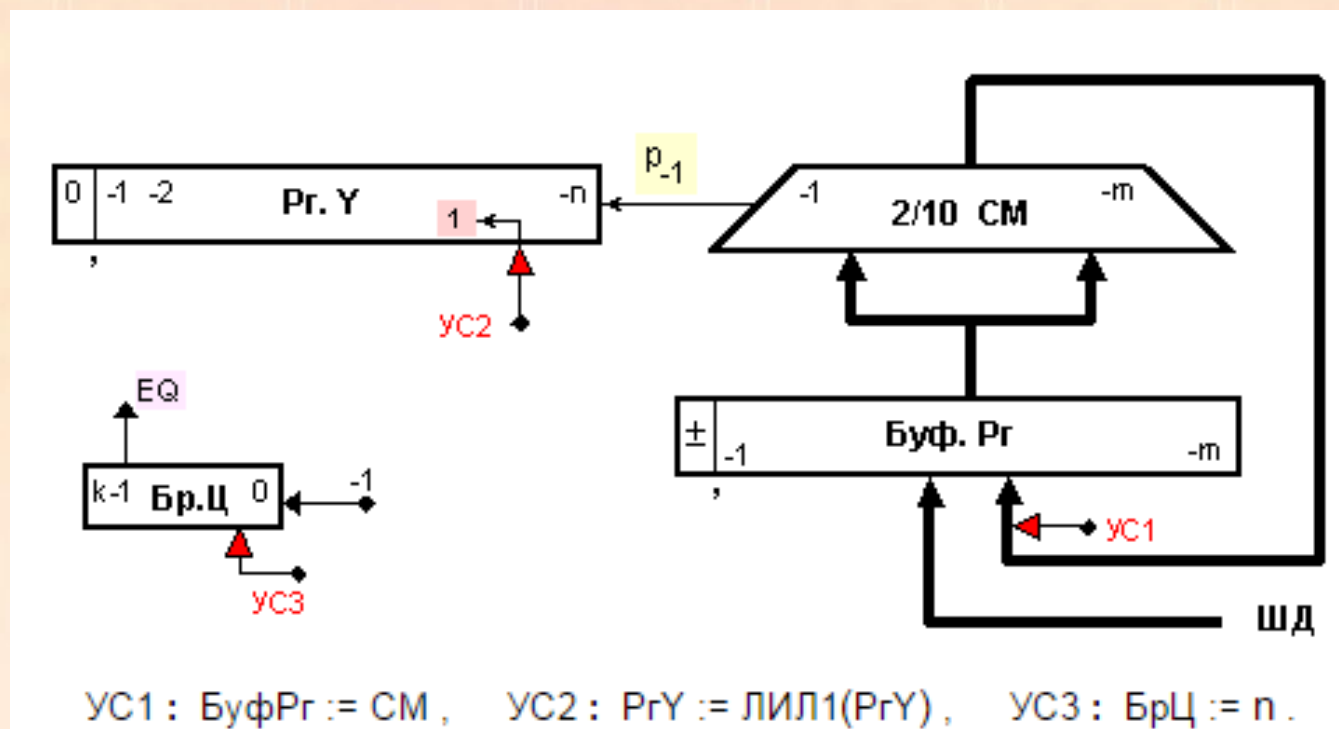 p-1
0 -1 -2 Рг. Y -n
1
,
-1 2/10 СМ -m
УС2
EQ
± -1 Буф. Рг -m
,
k-1 Бр.Ц 0 -1
УС1
УС3
ШД
УС1 : БуфРг := СМ , УС2 : РгY := ЛИЛ1(РгY) , УС3 : БрЦ := n .